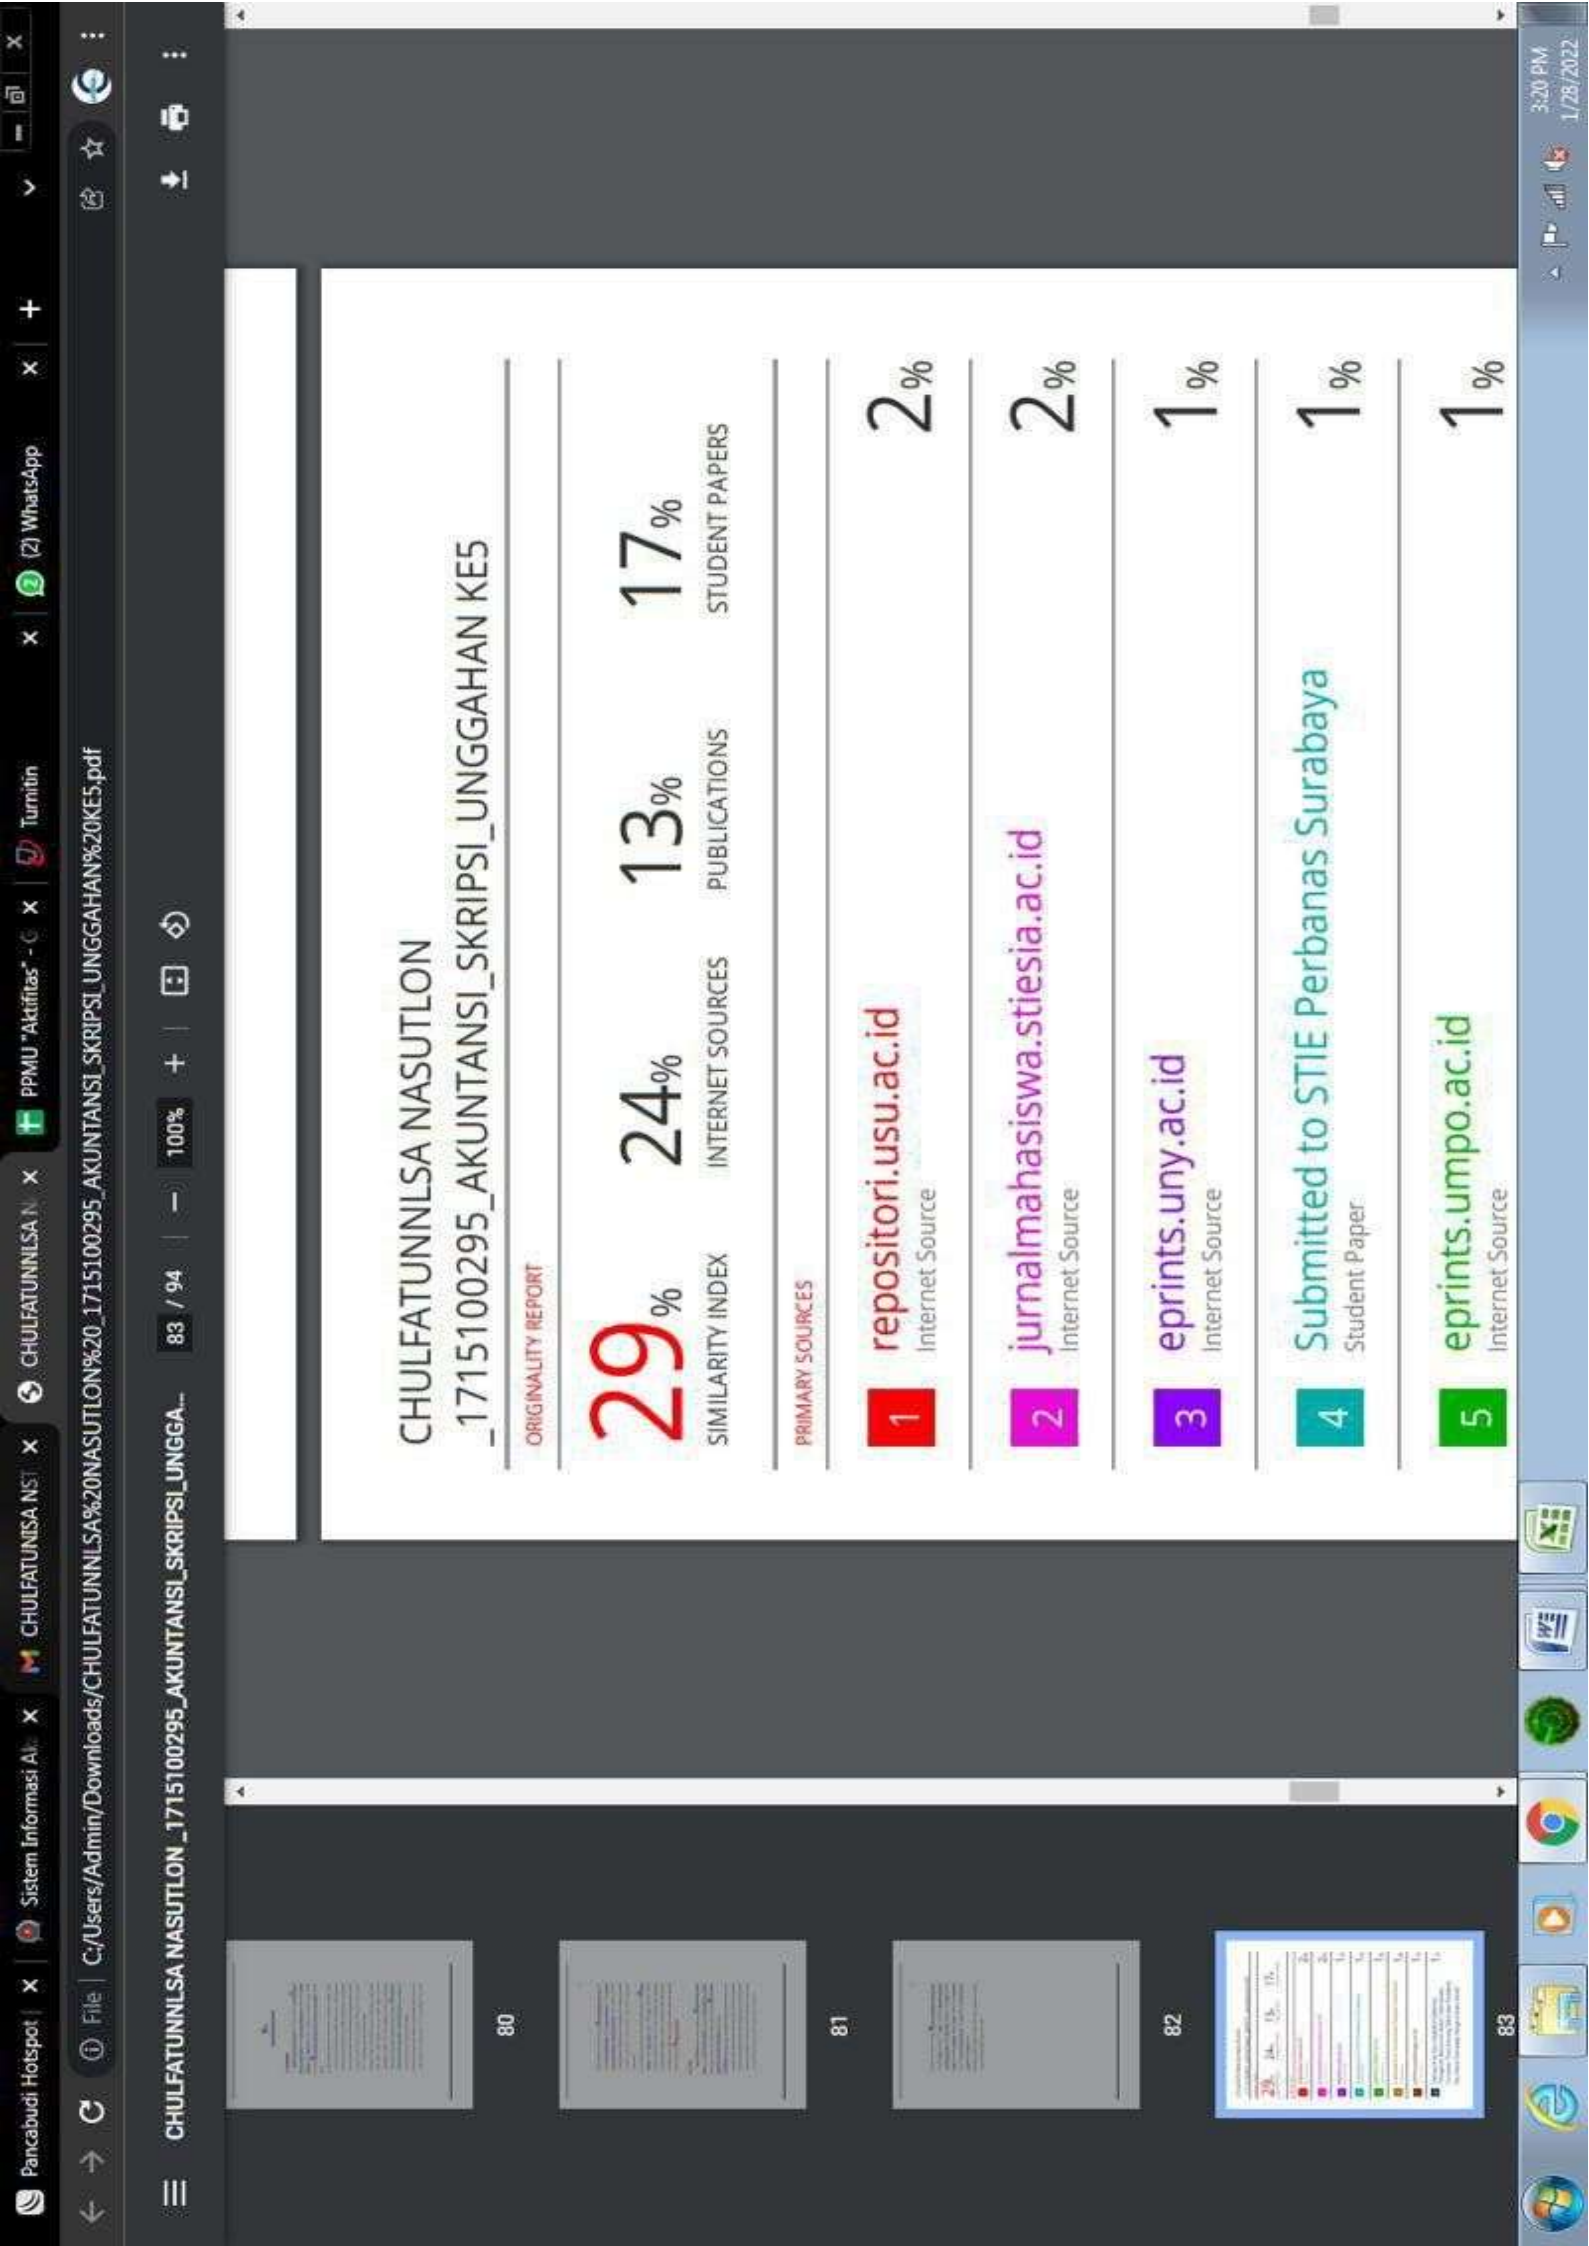 Pancabudi Hotspot
Sistem Informasi Ak
CHULFATUNISA NST
CHULFATUNNLSA N
PPMU "Aktifitas" - G
Turnitin
(2) WhatsApp
File | C:/Users/Admin/Downloads/CHULFATUNNLSA%20NASUTLON%20_1715100295_AKUNTANSI_SKRIPSI_UNGGAHAN%20KE5.pdf
CHULFATUNNLSA NASUTLON_1715100295_AKUNTANSI_SKRIPSI_UNGGA...
83 / 94
100%
80
81
82
83
CHULFATUNNLSA NASUTLON
_1715100295_AKUNTANSI_SKRIPSI_UNGGAHAN KE5
ORIGINALITY REPORT
29% 24% 13% 17%
SIMILARITY INDEX INTERNET SOURCES PUBLICATIONS STUDENT PAPERS
PRIMARY SOURCES
1 repositori.usu.ac.id 2%
Internet Source
2 jurnalmahasiswa.stiesia.ac.id 2%
Internet Source
3 eprints.uny.ac.id 1%
Internet Source
4 Submitted to STIE Perbanas Surabaya 1%
Student Paper
5 eprints.umpo.ac.id 1%
Internet Source
3:20 PM
1/28/2022